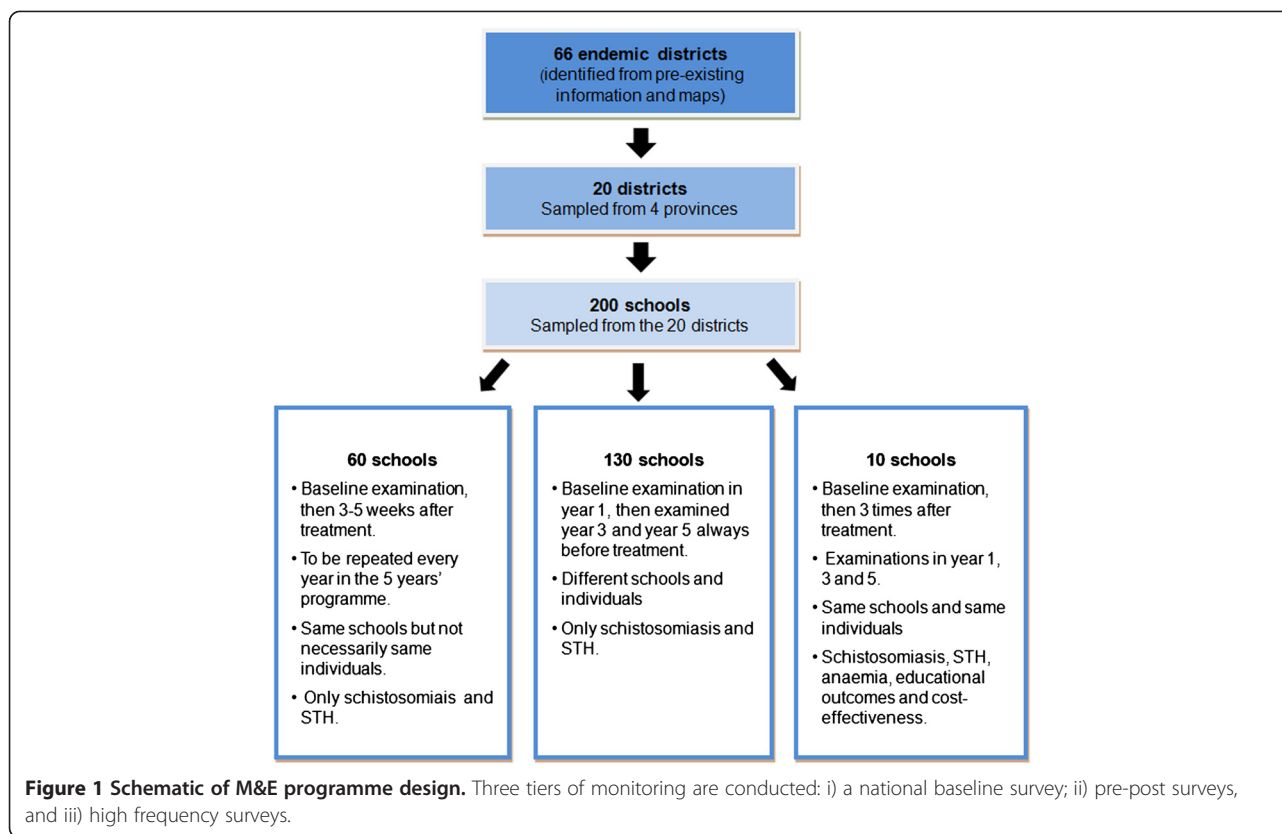 66 endemic districts
(identified from pre-existing
information and maps)
20 districts
Sampled from 4 provinces
200 schools
Sampled from the 20 districts
60 schools
• Baseline examination,
then 3-5 weeks after
treatment.
• To be repeated every
year in the 5 years'
programme.
• Same schools but not
necessarily same
individuals.
• Only schistosomiais and
STH.
130 schools
• Baseline examination in
year 1, then examined
year 3 and year 5 always
before treatment.
• Different schools and
individuals
• Only schistosomiasis and
STH.
10 schools
• Baseline examination,
then 3 times after
treatment.
• Examinations in year 1,
3 and 5.
• Same schools and same
individuals
• Schistosomiasis, STH,
anaemia, educational
outcomes and cost-
effectiveness.
Figure 1 Schematic of M&E programme design. Three tiers of monitoring are conducted: i) a national baseline survey; ii) pre-post surveys,
and iii) high frequency surveys.